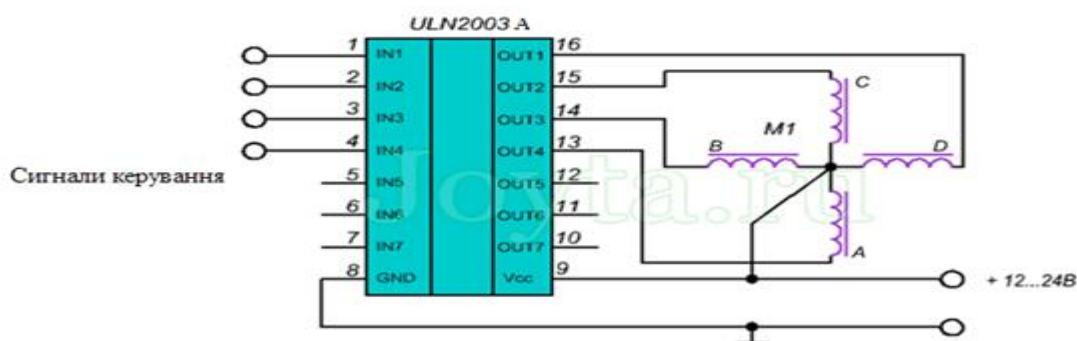 ULN2003 A
1 IN1 OUT1 16
2 IN2 OUT2 15
3 IN3 OUT3 14
4 IN4 OUT4 13
5 IN5 OUT5 12
6 IN6 OUT6 11
7 IN7 OUT7 10
8 GND Vcc 9
Сигнали керування
C
M1
B
D
A
+ 12...24В
Joyta.ru